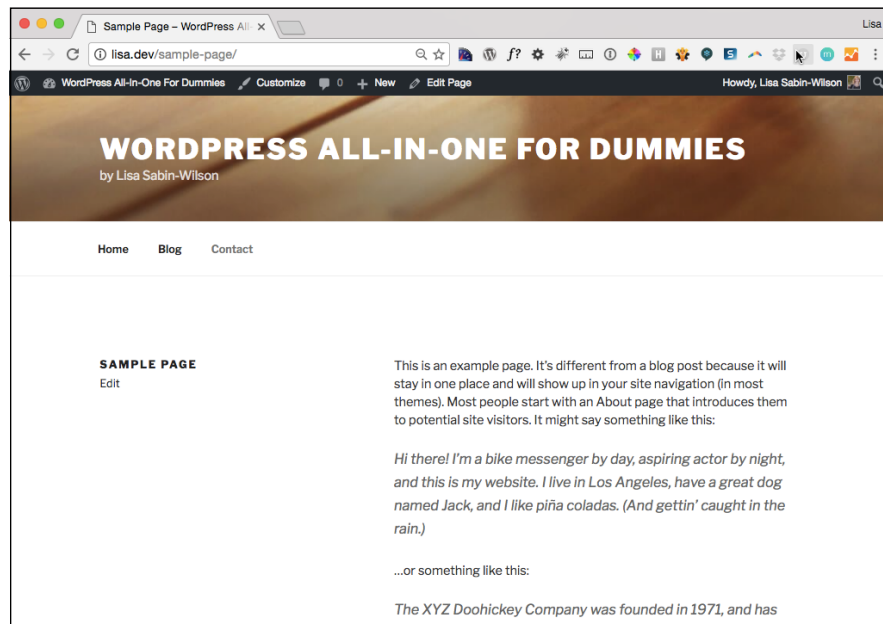 Sample Page – WordPress All-
Lisa
lisa.dev/sample-page/
WordPress All-In-One For Dummies Customize 0 New Edit Page Howdy, Lisa Sabin-Wilson
WORDPRESS ALL-IN-ONE FOR DUMMIES
by Lisa Sabin-Wilson
Home Blog Contact
SAMPLE PAGE
Edit
This is an example page. It’s different from a blog post because it will
stay in one place and will show up in your site navigation (in most
themes). Most people start with an About page that introduces them
to potential site visitors. It might say something like this:
Hi there! I’m a bike messenger by day, aspiring actor by night,
and this is my website. I live in Los Angeles, have a great dog
named Jack, and I like piña coladas. (And gettin’ caught in the
rain.)
…or something like this:
The XYZ Doohickey Company was founded in 1971, and has